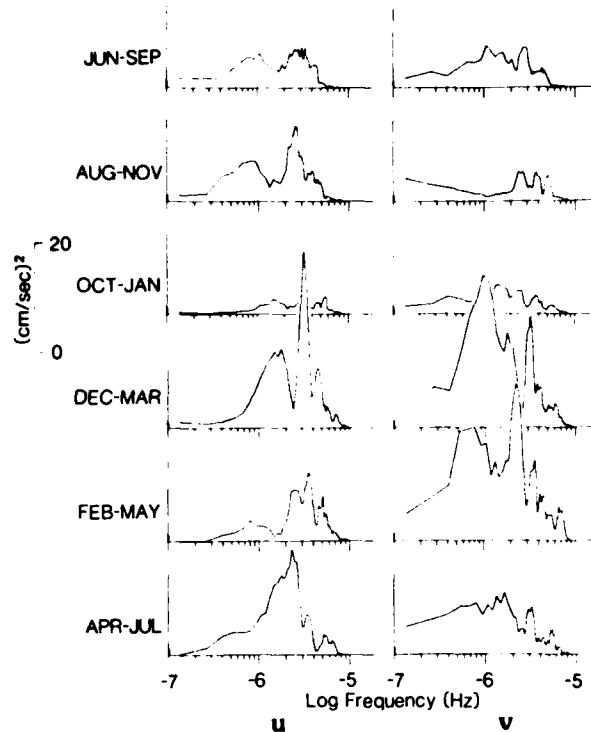 JUN-SEP
AUG-NOV
20
OCT-JAN
(cm/sec)²
0
DEC-MAR
FEB-MAY
APR-JUL
-7 -6 -5 -7 -6 -5
Log Frequency (Hz)
u v